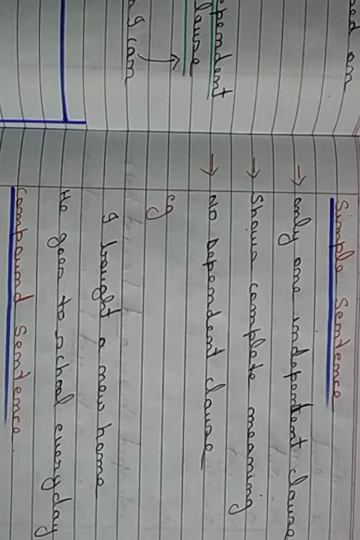 Simple Sentence
→ only one independent clause
→ Shows complete meaning
→ No dependent clause
eg
I bought a new home
He goes to school everyday
Compound Sentence